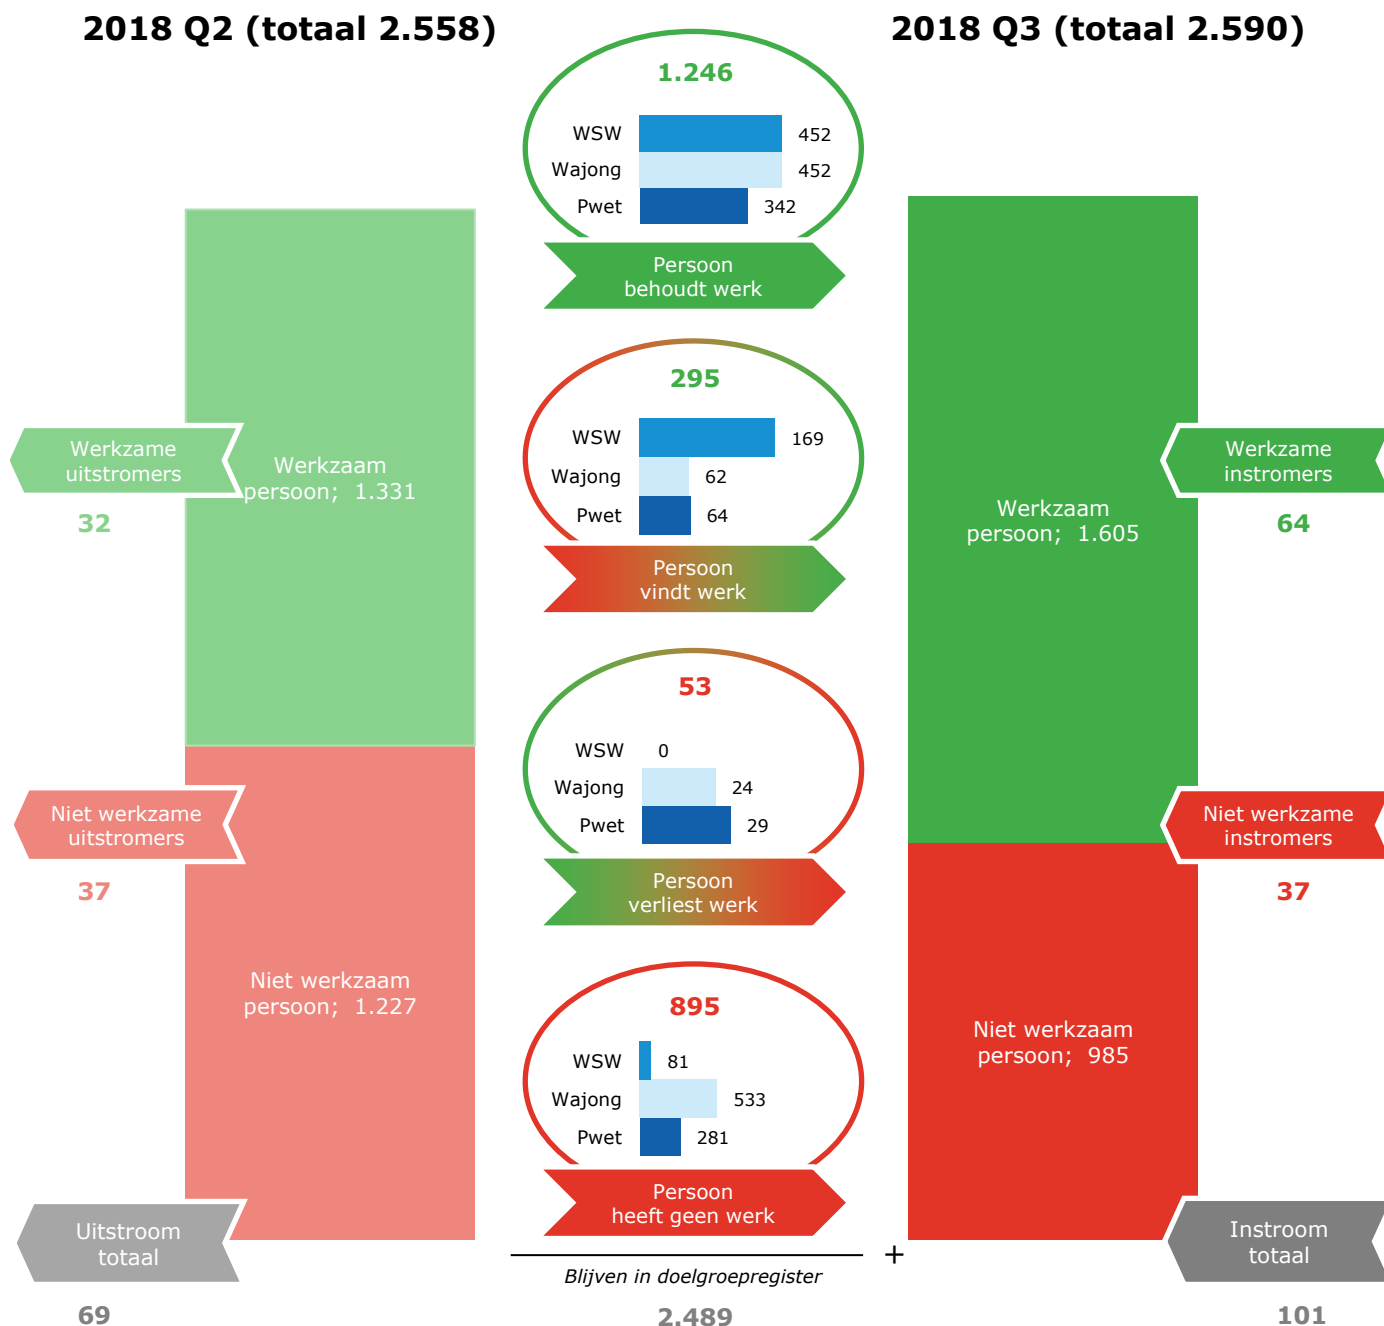 2018 Q2 (totaal 2.558)
2018 Q3 (totaal 2.590)
1.246
WSW 452
Wajong 452
Pwet 342
Persoon
behoudt werk
295
WSW 169
Wajong 62
Pwet 64
Persoon
vindt werk
53
WSW 0
Wajong 24
Pwet 29
Persoon
verliest werk
895
WSW 81
Wajong 533
Pwet 281
Persoon
heeft geen werk
Blijven in doelgroepregister
2.489
+
Werkzame
uitstromers
32
Werkzaam
persoon; 1.331
Niet werkzame
uitstromers
37
Niet werkzaam
persoon; 1.227
Uitstroom
totaal
69
Werkzaam
persoon; 1.605
Werkzame
instromers
64
Niet werkzame
instromers
37
Niet werkzaam
persoon; 985
Instroom
totaal
101